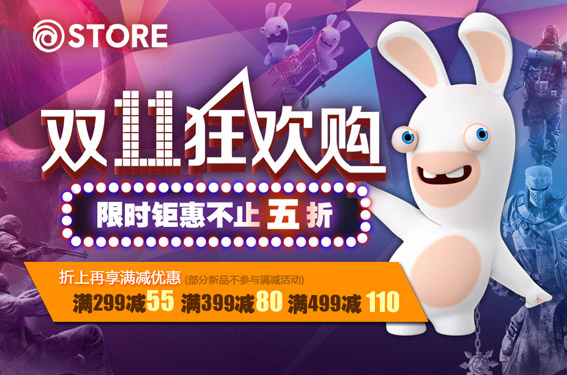 STORE
双11狂欢购
限时钜惠不止五折
折上再享满减优惠 (部分新品不参与满减活动)
满299减55 满399减80 满499减110